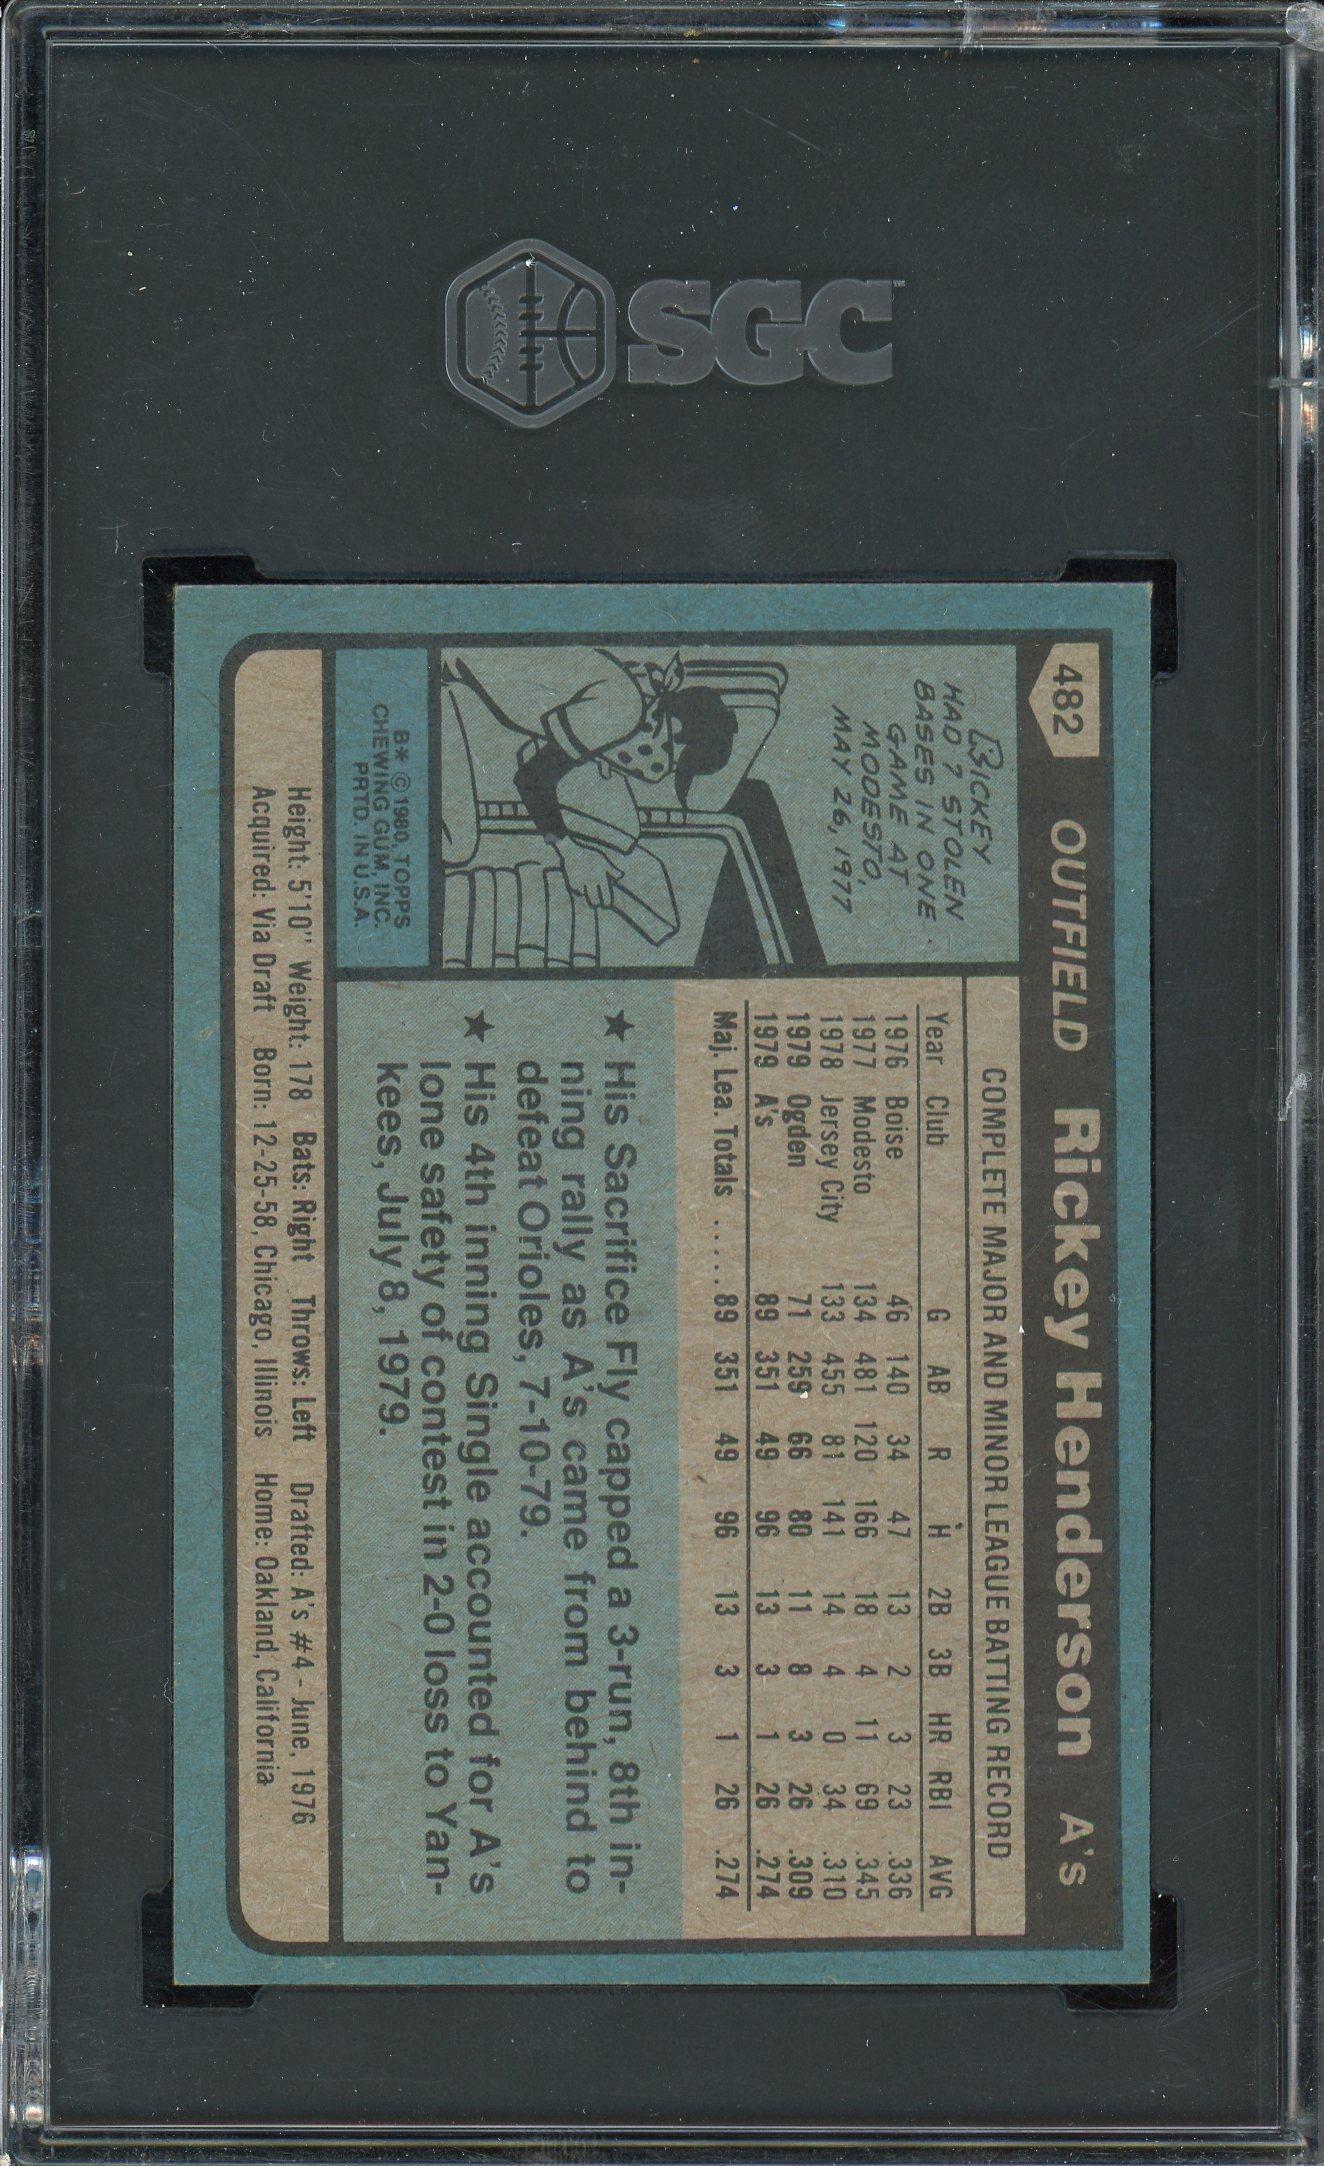 SGC™
482 OUTFIELD Rickey Henderson A's
RICKEY
HAD 7 STOLEN
BASES IN ONE
GAME AT
MODESTO,
MAY 26, 1977
B* © 1980, TOPPS
CHEWING GUM, INC.
PRTD. IN U.S.A.
COMPLETE MAJOR AND MINOR LEAGUE BATTING RECORD
Year Club G AB R H 2B 3B HR RBI AVG
1976 Boise 46 140 34 47 13 2 3 23 .336
1977 Modesto 134 481 120 166 18 4 11 69 .345
1978 Jersey City 133 455 81 141 14 4 0 34 .310
1979 Ogden 71 259 66 80 11 8 3 26 .309
1979 A's 89 351 49 96 13 3 1 26 .274
Maj. Lea. Totals ..... 89 351 49 96 13 3 1 26 .274
★ His Sacrifice Fly capped a 3-run, 8th in-
ning rally as A's came from behind to
defeat Orioles, 7-10-79.
★ His 4th inning Single accounted for A's
lone safety of contest in 2-0 loss to Yan-
kees, July 8, 1979.
Height: 5'10" Weight: 178 Bats: Right Throws: Left Drafted: A's #4 - June, 1976
Acquired: Via Draft Born: 12-25-58, Chicago, Illinois Home: Oakland, California